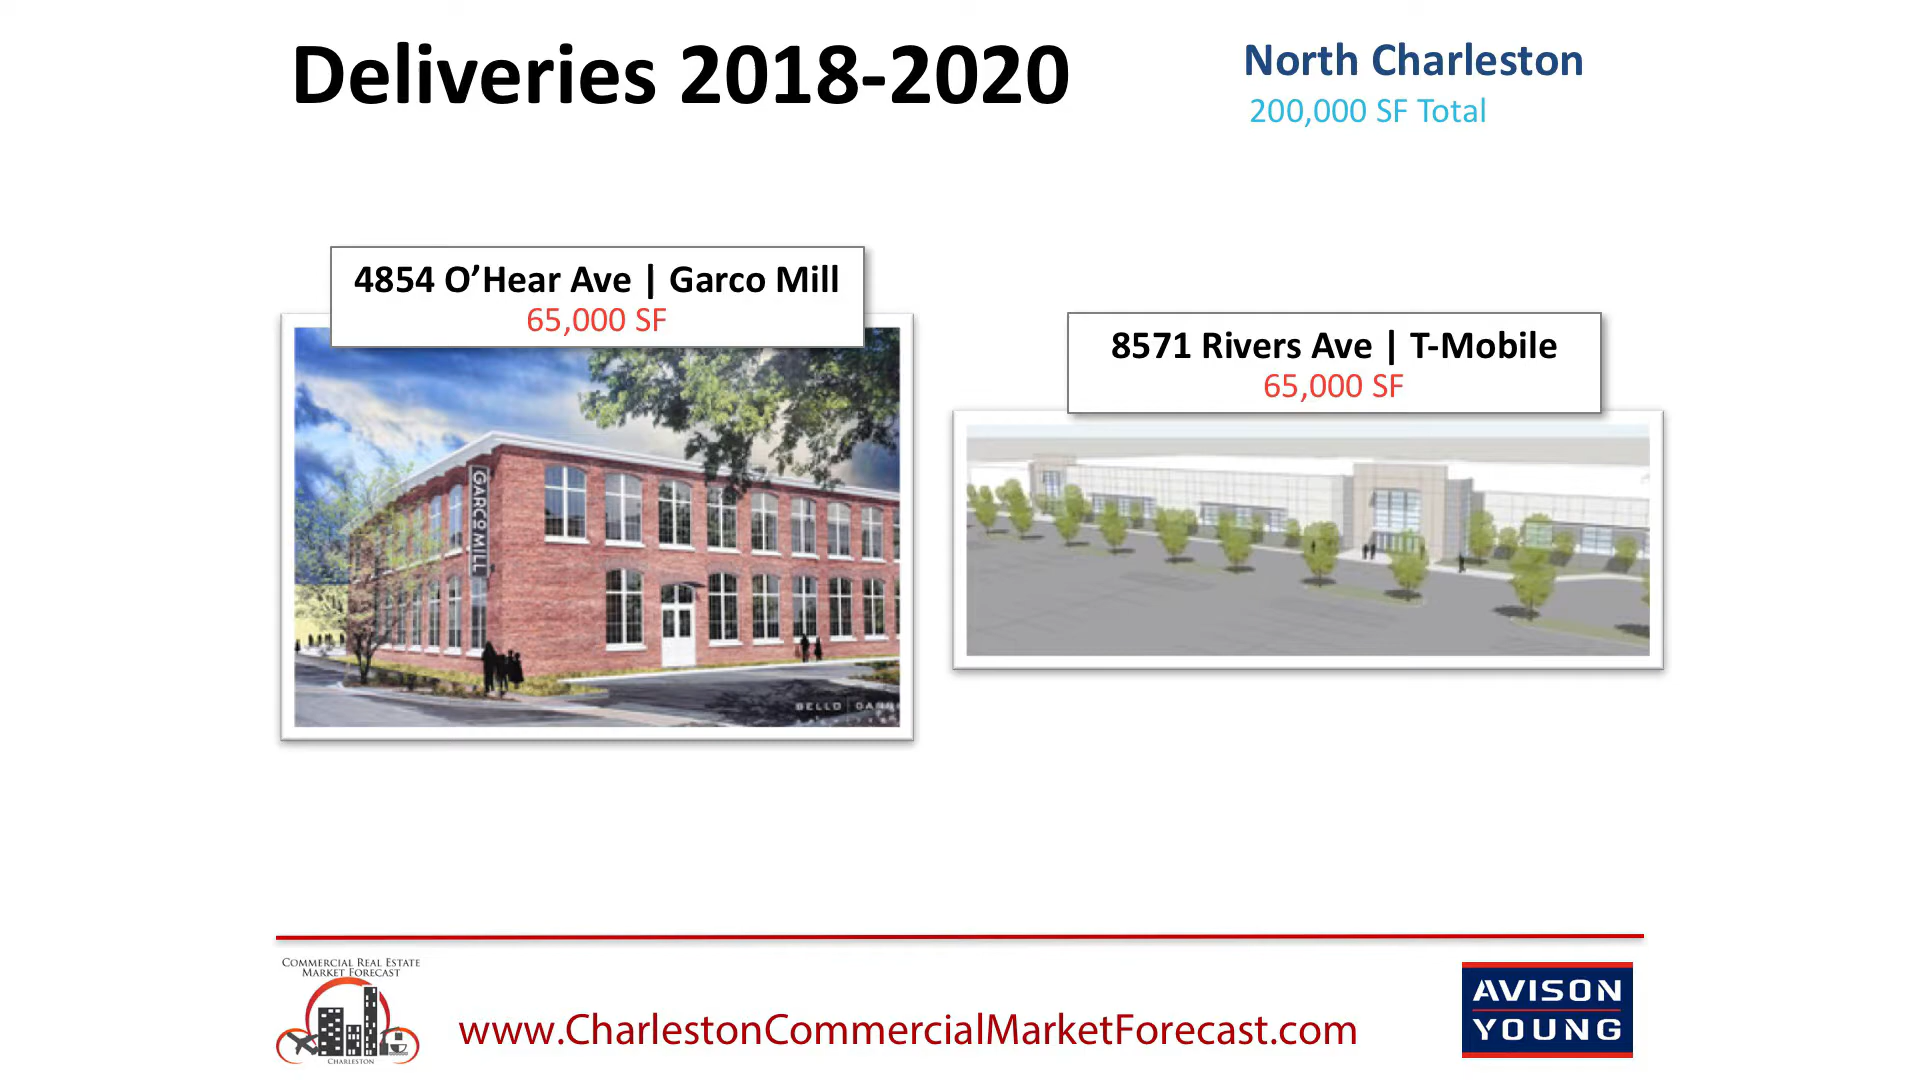 Deliveries 2018-2020
North Charleston
200,000 SF Total
4854 O’Hear Ave | Garco Mill
65,000 SF
8571 Rivers Ave | T-Mobile
65,000 SF
GARCO MILL
BELLO
COMMERCIAL REAL ESTATE
MARKET FORECAST
CHARLESTON
www.CharlestonCommercialMarketForecast.com
AVISON
YOUNG